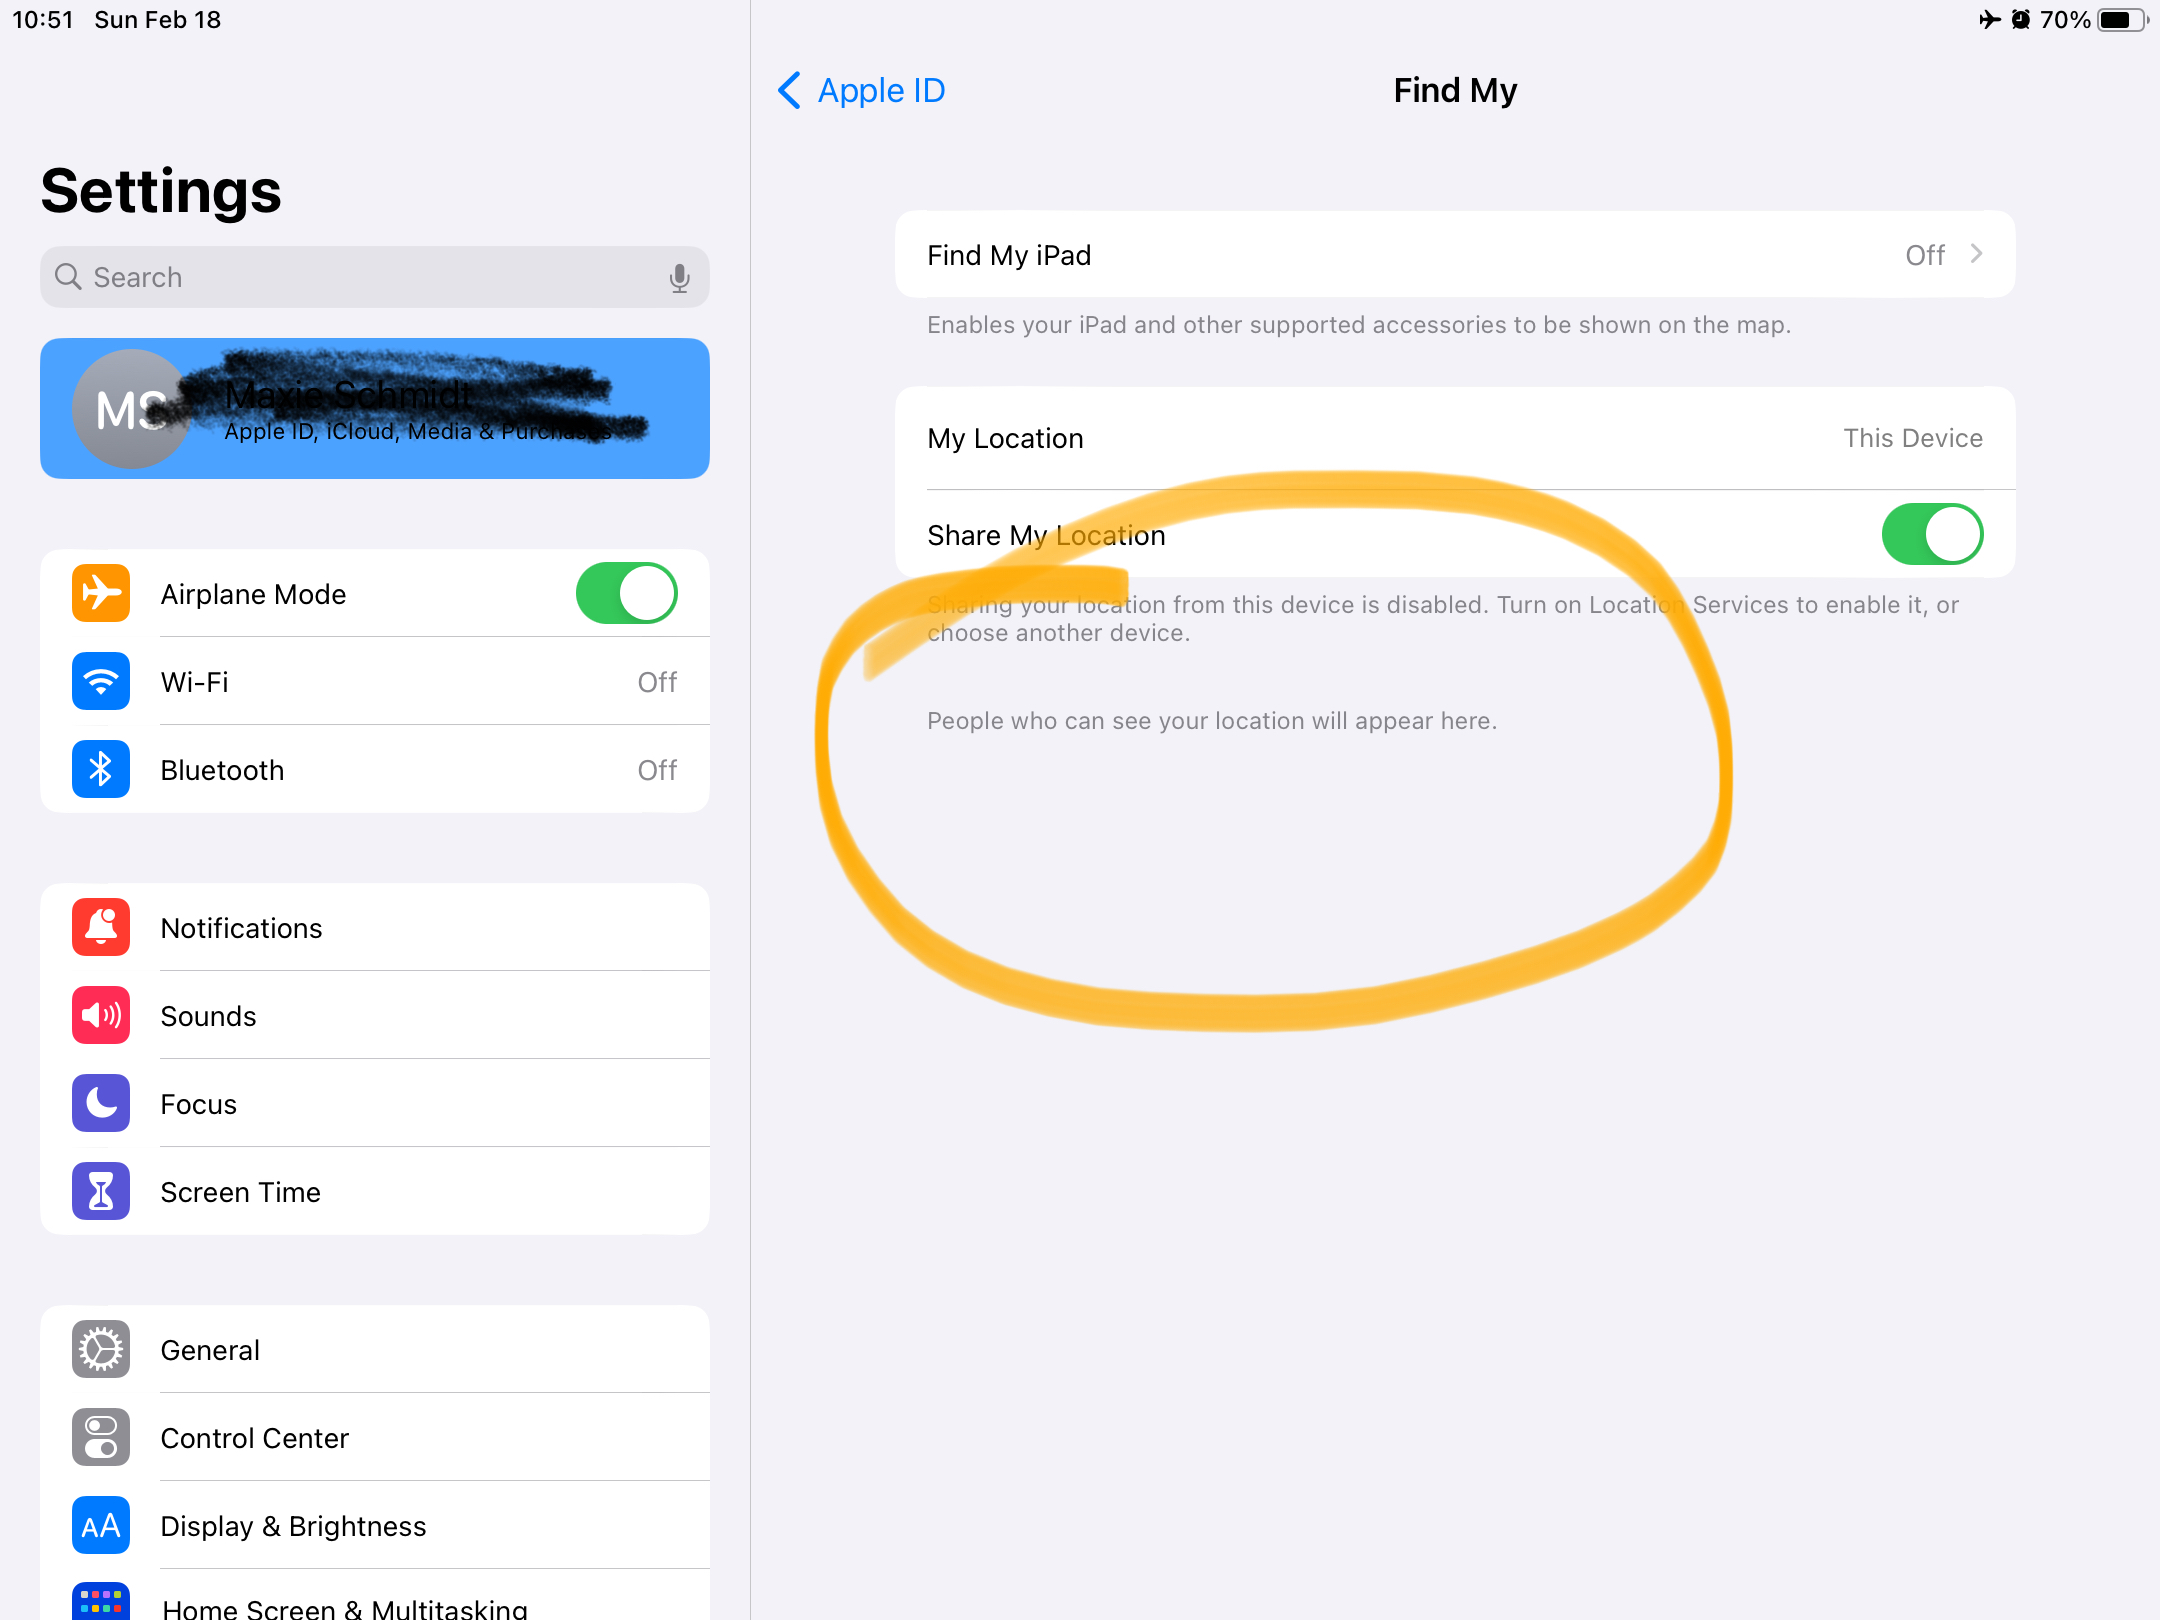 10:51 Sun Feb 18
70%
Settings
Search
MS
Apple ID, iCloud, Media & Purchases
Airplane Mode
Wi-Fi Off
Bluetooth Off
Notifications
Sounds
Focus
Screen Time
General
Control Center
AA Display & Brightness
Home Screen & Multitasking
Apple ID
Find My
Find My iPad Off
Enables your iPad and other supported accessories to be shown on the map.
My Location This Device
Share My Location
Sharing your location from this device is disabled. Turn on Location Services to enable it, or
choose another device.
People who can see your location will appear here.